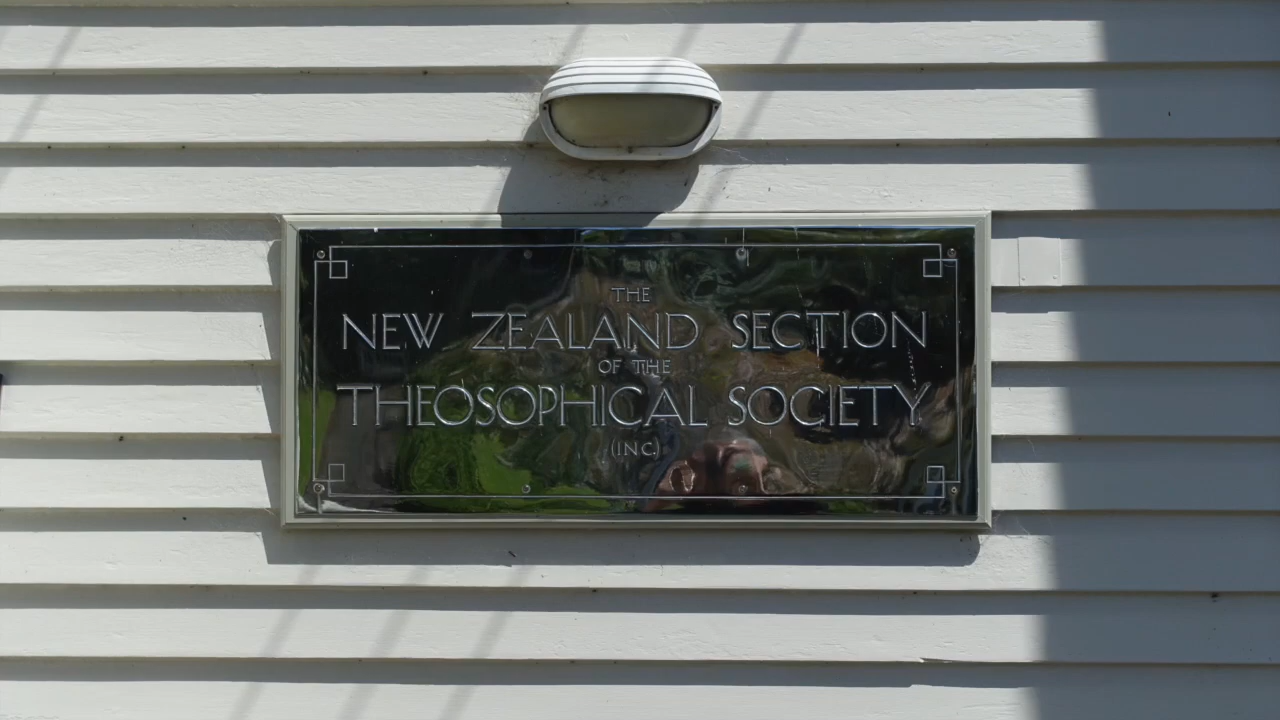 THE
NEW ZEALAND SECTION
OF THE
THEOSOPHICAL SOCIETY
(INC.)